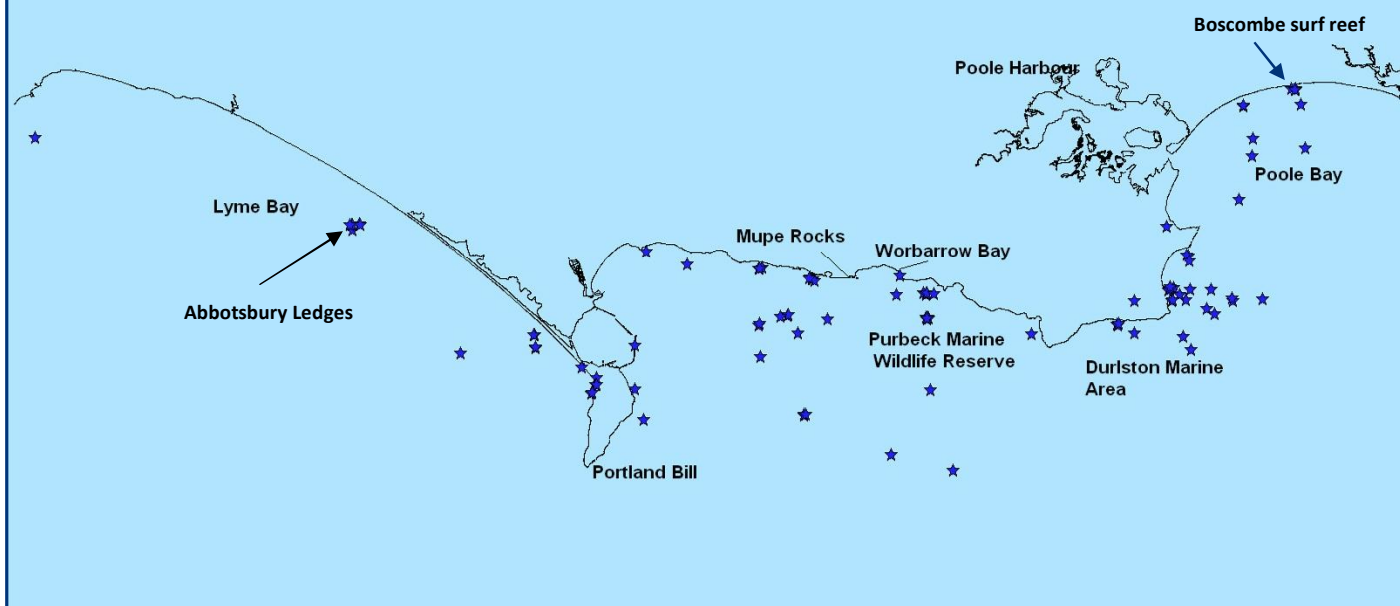 Boscombe surf reef
Poole Harbour
Poole Bay
Lyme Bay
Mupe Rocks
Worbarrow Bay
Abbotsbury Ledges
Purbeck Marine
Wildlife Reserve
Durlston Marine
Area
Portland Bill